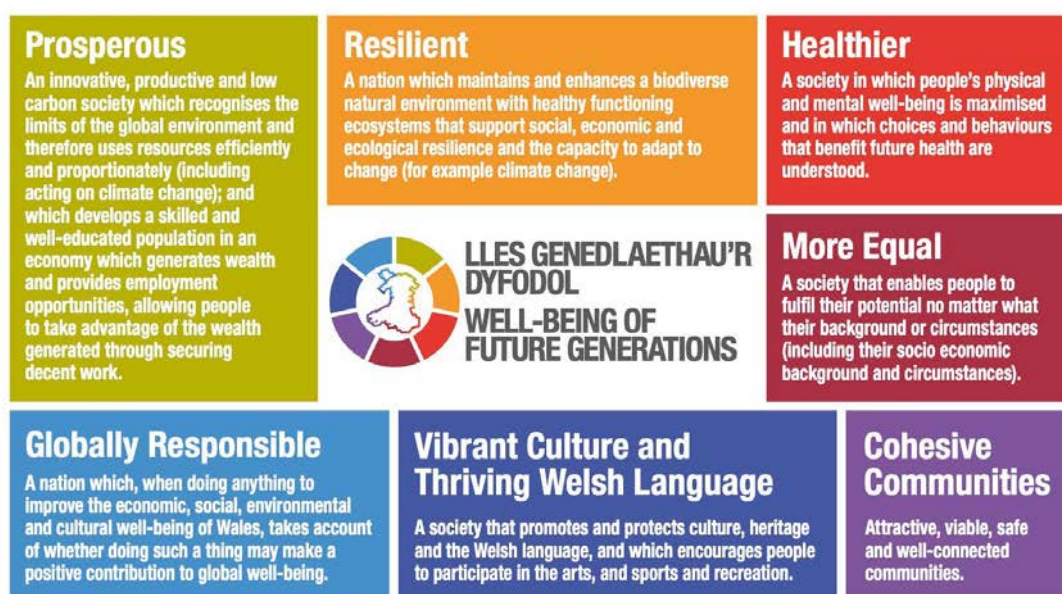 Prosperous
An innovative, productive and low
carbon society which recognises the
limits of the global environment and
therefore uses resources efficiently
and proportionately (including
acting on climate change); and
which develops a skilled and
well-educated population in an
economy which generates wealth
and provides employment
opportunities, allowing people
to take advantage of the wealth
generated through securing
decent work.
Resilient
A nation which maintains and enhances a biodiverse
natural environment with healthy functioning
ecosystems that support social, economic and
ecological resilience and the capacity to adapt to
change (for example climate change).
Healthier
A society in which people's physical
and mental well-being is maximised
and in which choices and behaviours
that benefit future health are
understood.
LLES GENEDLAETHAU'R
DYFODOL
WELL-BEING OF
FUTURE GENERATIONS
More Equal
A society that enables people to
fulfil their potential no matter what
their background or circumstances
(including their socio economic
background and circumstances).
Globally Responsible
A nation which, when doing anything to
improve the economic, social, environmental
and cultural well-being of Wales, takes account
of whether doing such a thing may make a
positive contribution to global well-being.
Vibrant Culture and
Thriving Welsh Language
A society that promotes and protects culture, heritage
and the Welsh language, and which encourages people
to participate in the arts, and sports and recreation.
Cohesive
Communities
Attractive, viable, safe
and well-connected
communities.